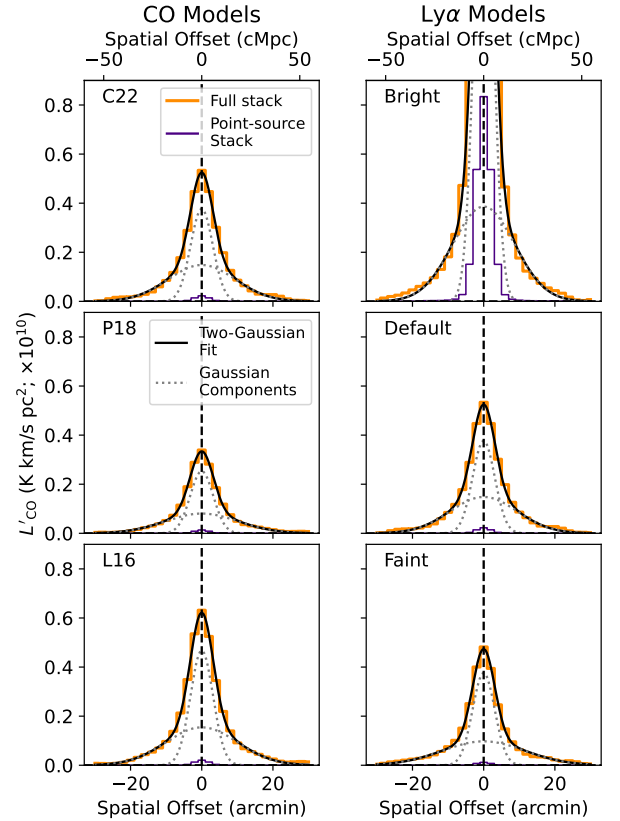 CO Models
Lyα Models
Spatial Offset (cMpc)
Spatial Offset (cMpc)
−50 0 50
−50 0 50
C22
Full stack
Point-source
Stack
Bright
0.8
0.6
0.4
0.2
0.0
P18
Two-Gaussian
Fit
Gaussian
Components
Default
0.8
0.6
0.4
0.2
0.0
L′CO (K km/s pc²; ×10¹⁰)
L16
Faint
0.8
0.6
0.4
0.2
0.0
−20 0 20
−20 0 20
Spatial Offset (arcmin)
Spatial Offset (arcmin)